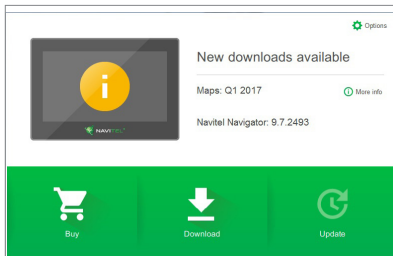 Options
New downloads available
Maps: Q1 2017
More info
Navitel Navigator: 9.7.2493
NAVITEL
Buy
Download
Update